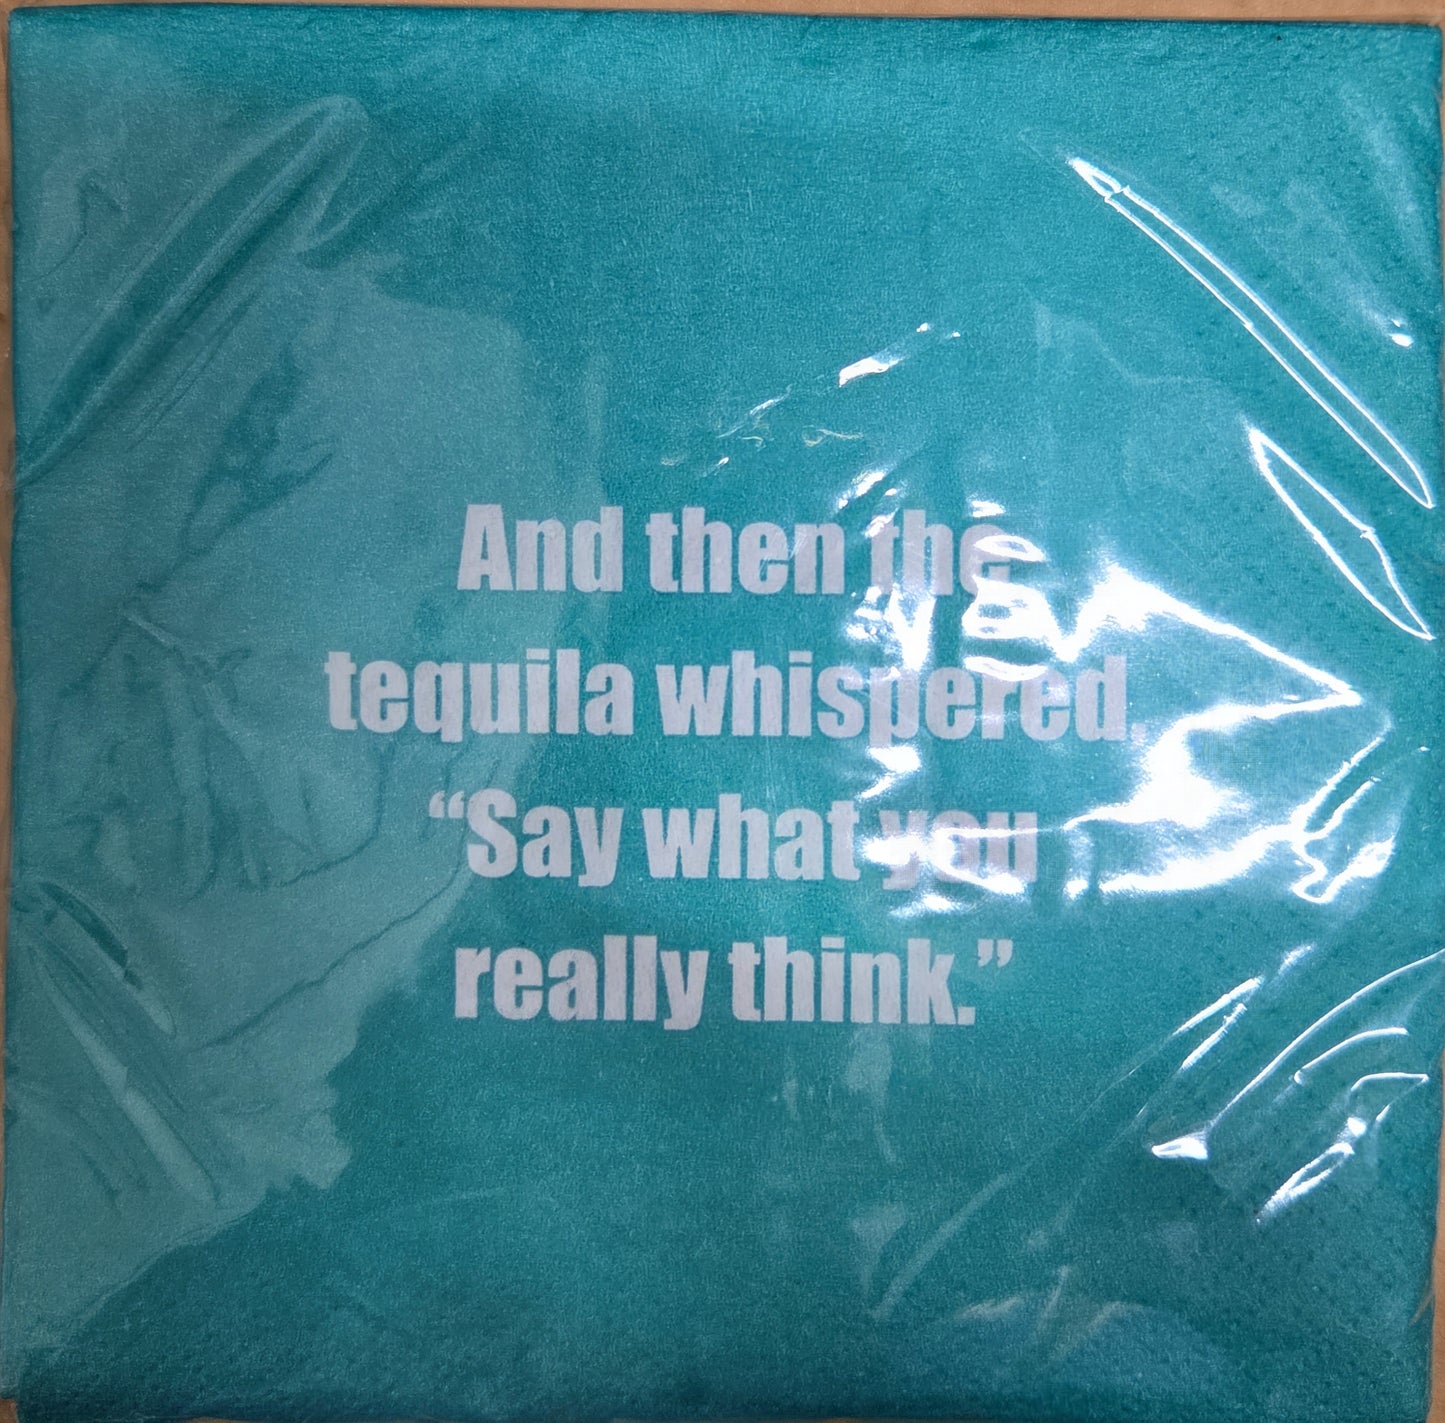 And then the
tequila whispered,
“Say what you
really think.”